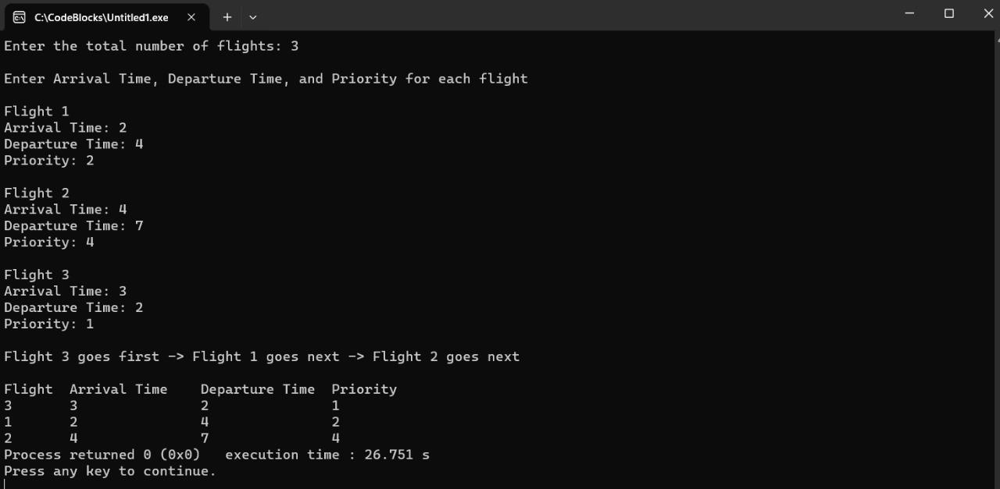 C:\CodeBlocks\Untitled1.exe
Enter the total number of flights: 3
Enter Arrival Time, Departure Time, and Priority for each flight
Flight 1
Arrival Time: 2
Departure Time: 4
Priority: 2
Flight 2
Arrival Time: 4
Departure Time: 7
Priority: 4
Flight 3
Arrival Time: 3
Departure Time: 2
Priority: 1
Flight 3 goes first -> Flight 1 goes next -> Flight 2 goes next
Flight  Arrival Time    Departure Time  Priority
3       3               2               1
1       2               4               2
2       4               7               4
Process returned 0 (0x0)   execution time : 26.751 s
Press any key to continue.